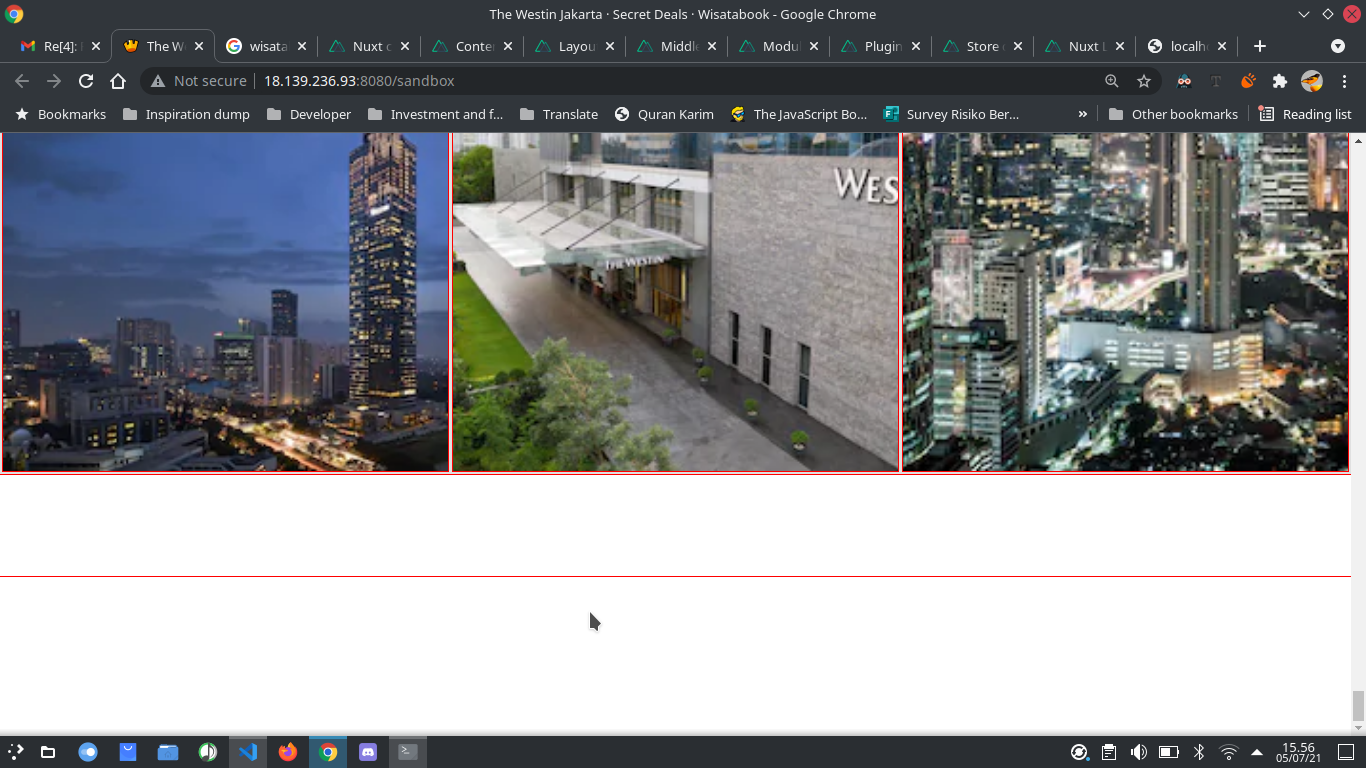 The Westin Jakarta · Secret Deals · Wisatabook - Google Chrome
Re[4]:
The W
wisata
Nuxt
Conte
Layou
Middl
Modul
Plugin
Store
Nuxt
localh
Not secure
18.139.236.93:8080/sandbox
Bookmarks
Inspiration dump
Developer
Investment and f...
Translate
Quran Karim
The JavaScript Bo...
Survey Risiko Ber...
»
Other bookmarks
Reading list
THE WESTIN
WES
15.56
05/07/21